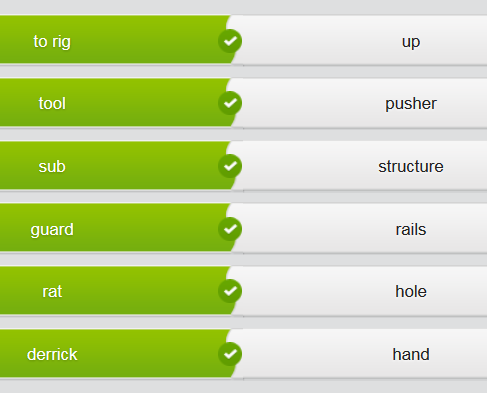 to rig up
tool pusher
sub structure
guard rails
rat hole
derrick hand